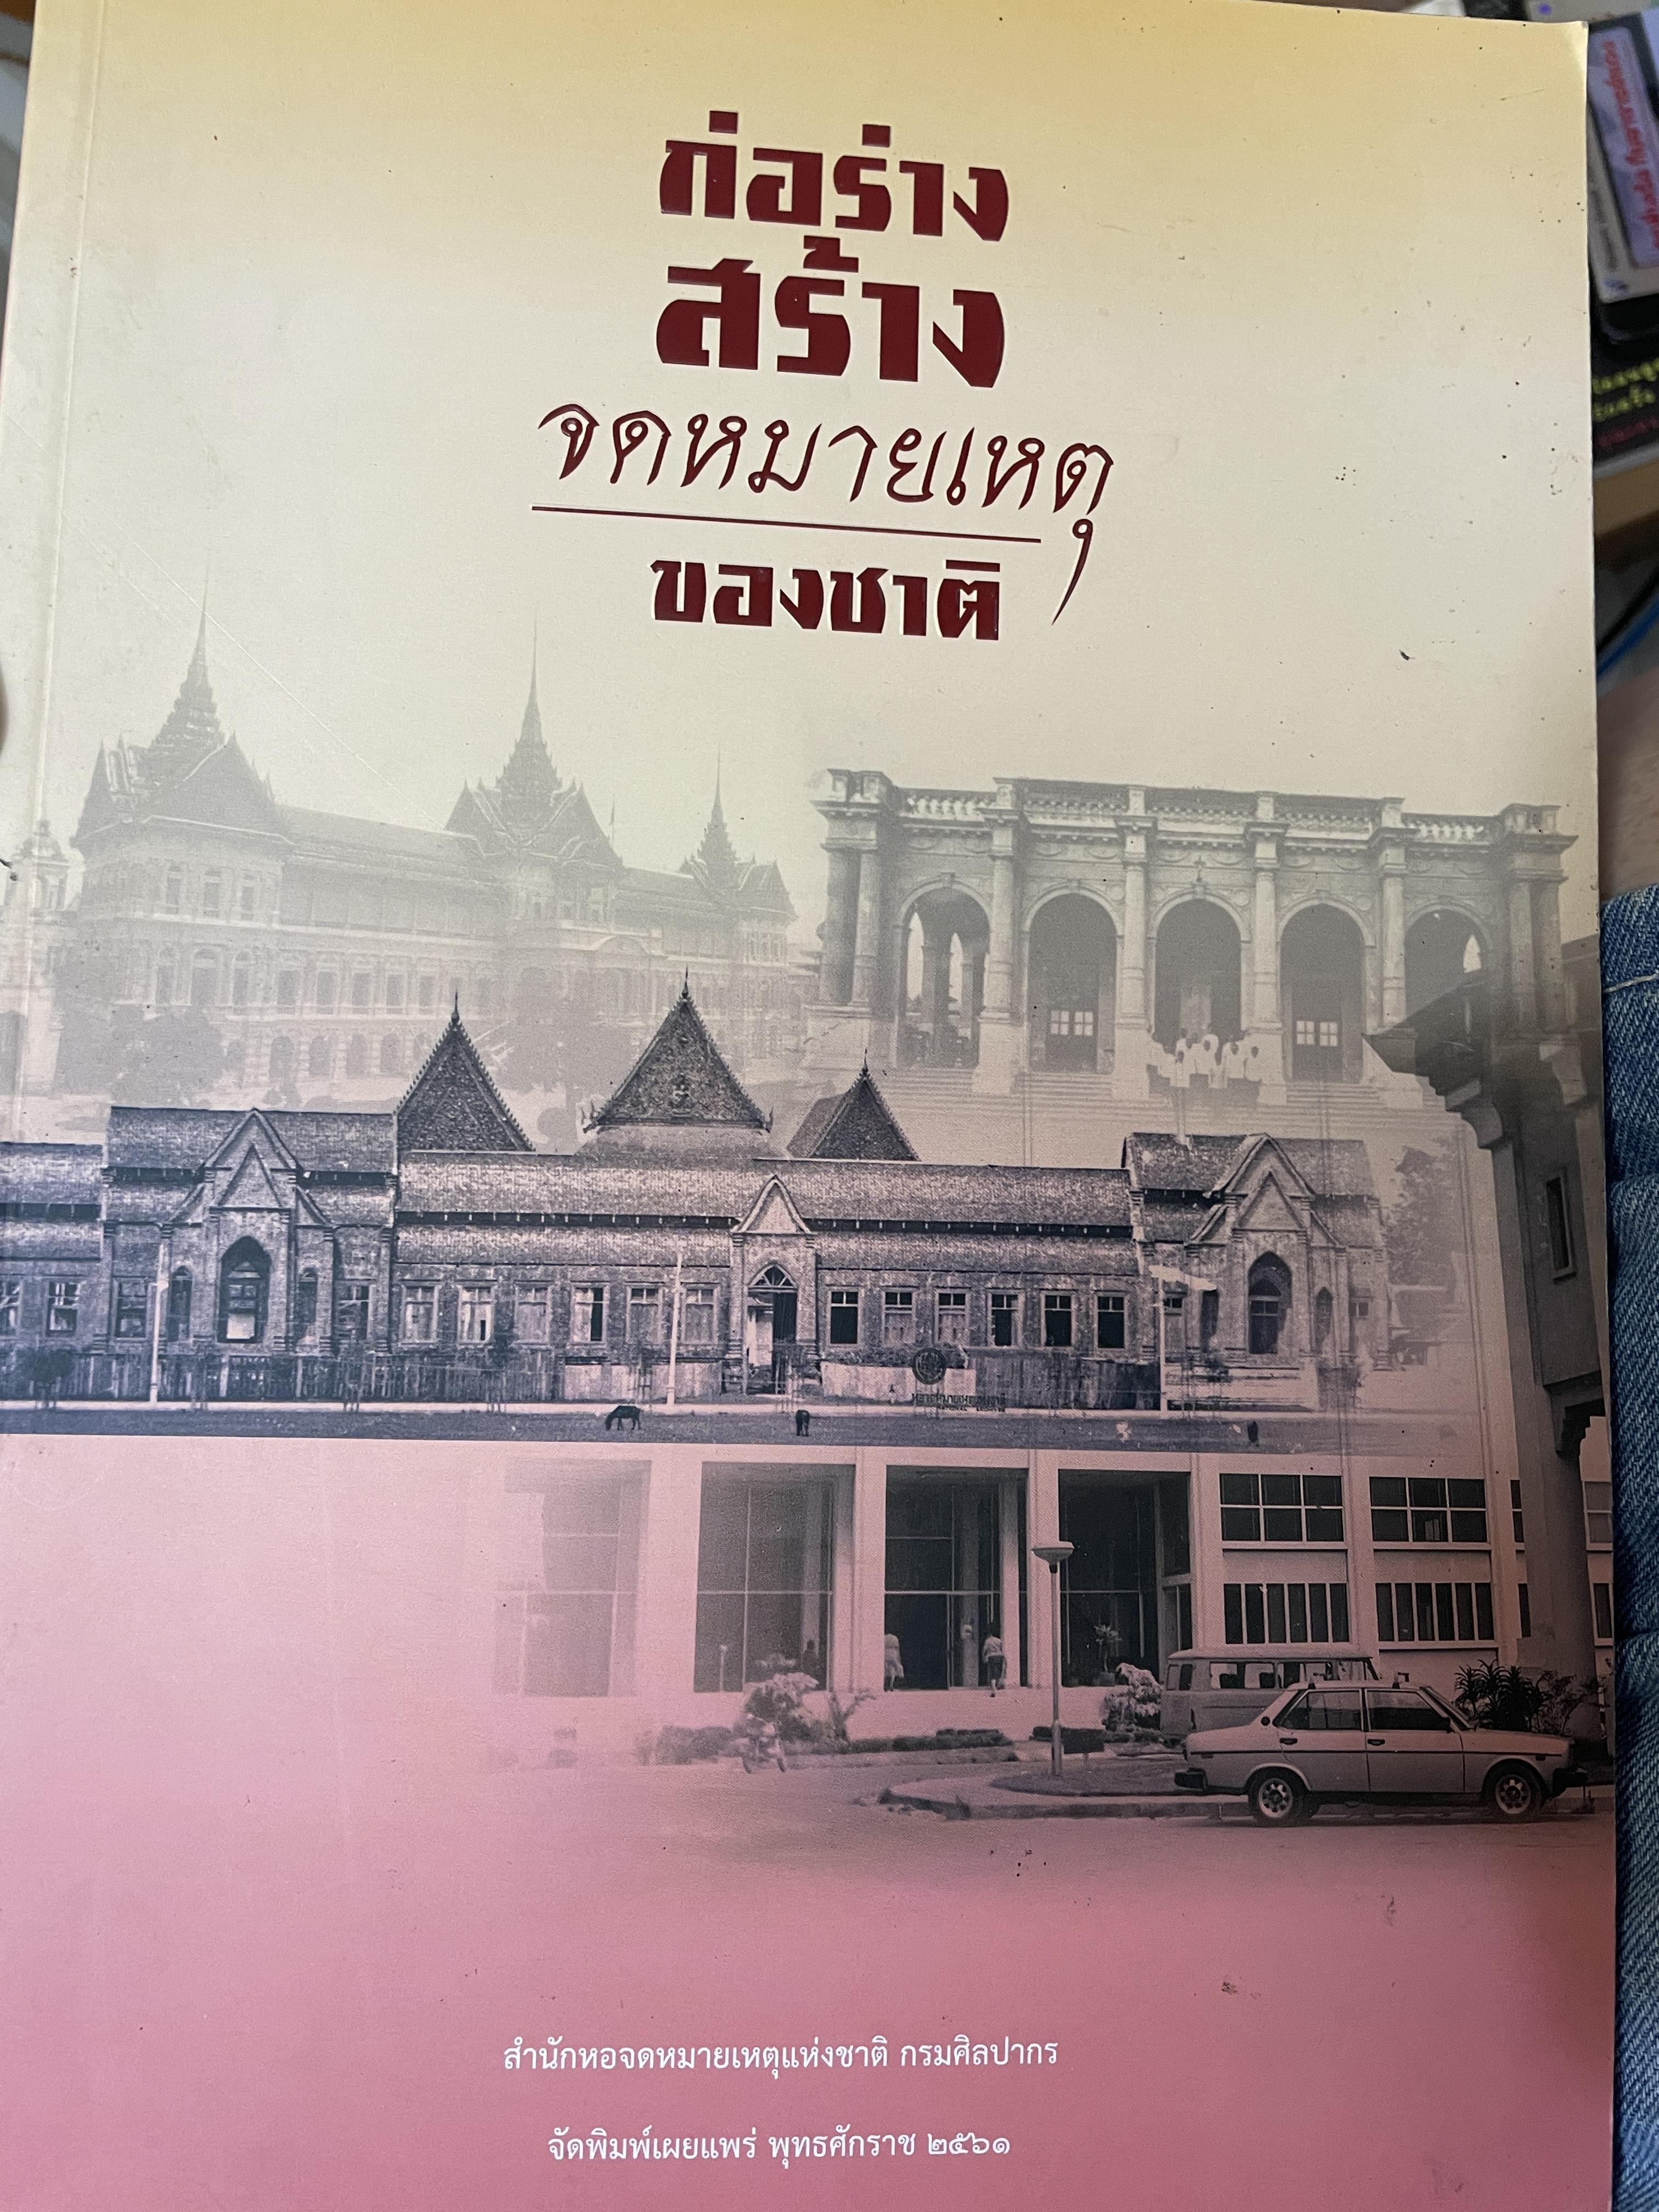 ก่อร่าง
สร้าง
จดหมายเหตุ
ของชาติ
สำนักหอจดหมายเหตุแห่งชาติ กรมศิลปากร
จัดพิมพ์เผยแพร่ พุทธศักราช ๒๕๖๑